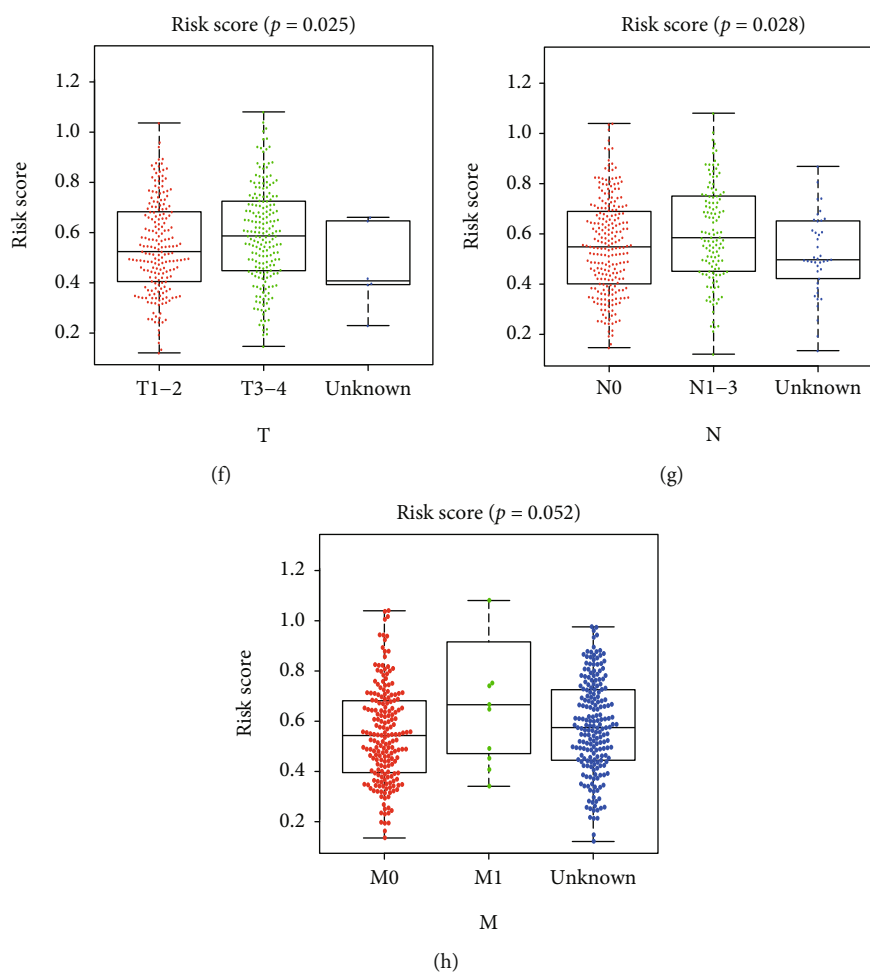 Risk score (p = 0.025)
Risk score
1.2
1.0
0.8
0.6
0.4
0.2
T1−2 T3−4 Unknown
T
(f)
Risk score (p = 0.028)
Risk score
1.2
1.0
0.8
0.6
0.4
0.2
N0 N1−3 Unknown
N
(g)
Risk score (p = 0.052)
Risk score
1.2
1.0
0.8
0.6
0.4
0.2
M0 M1 Unknown
M
(h)